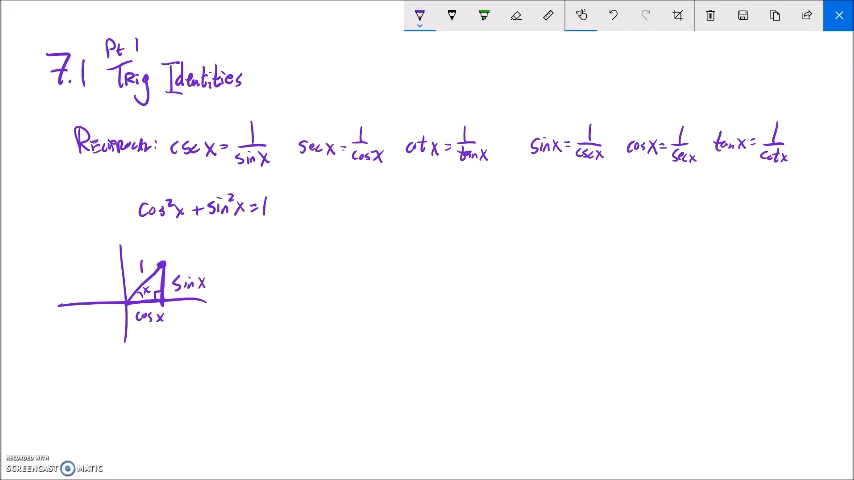 7.1 Pt 1
Trig Identities
Reciprocal: csc x = 1/sin x sec x = 1/cos x cot x = 1/tan x sin x = 1/csc x cos x = 1/sec x tan x = 1/cot x
cos²x + sin²x = 1
1
x
sin x
cos x
RECORDED WITH
SCREENCAST MATIC